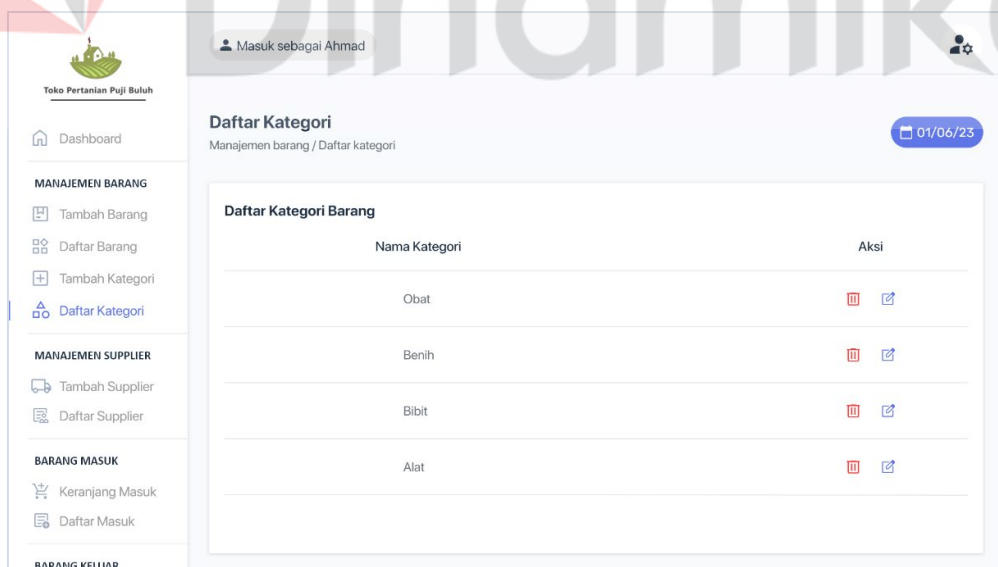 Dinamika
Toko Pertanian Puji Buluh
Masuk sebagai Ahmad
Dashboard
MANAJEMEN BARANG
Tambah Barang
Daftar Barang
Tambah Kategori
Daftar Kategori
MANAJEMEN SUPPLIER
Tambah Supplier
Daftar Supplier
BARANG MASUK
Keranjang Masuk
Daftar Masuk
BARANG KELUAR
Daftar Kategori
Manajemen barang / Daftar kategori
01/06/23
Daftar Kategori Barang
Nama Kategori Aksi
Obat
Benih
Bibit
Alat